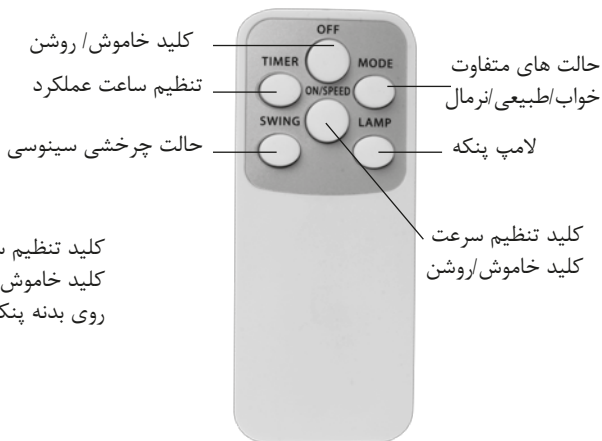 OFF
TIMER
MODE
ON/SPEED
SWING
LAMP
کلید خاموش/ روشن
تنظیم ساعت عملکرد
حالت چرخشی سینوسی
حالت های متفاوت
خواب/طبیعی/نرمال
لامپ پنکه
کلید تنظیم سرعت
کلید خاموش/روشن
کلید تنظیم
کلید خاموش
روی بدنه